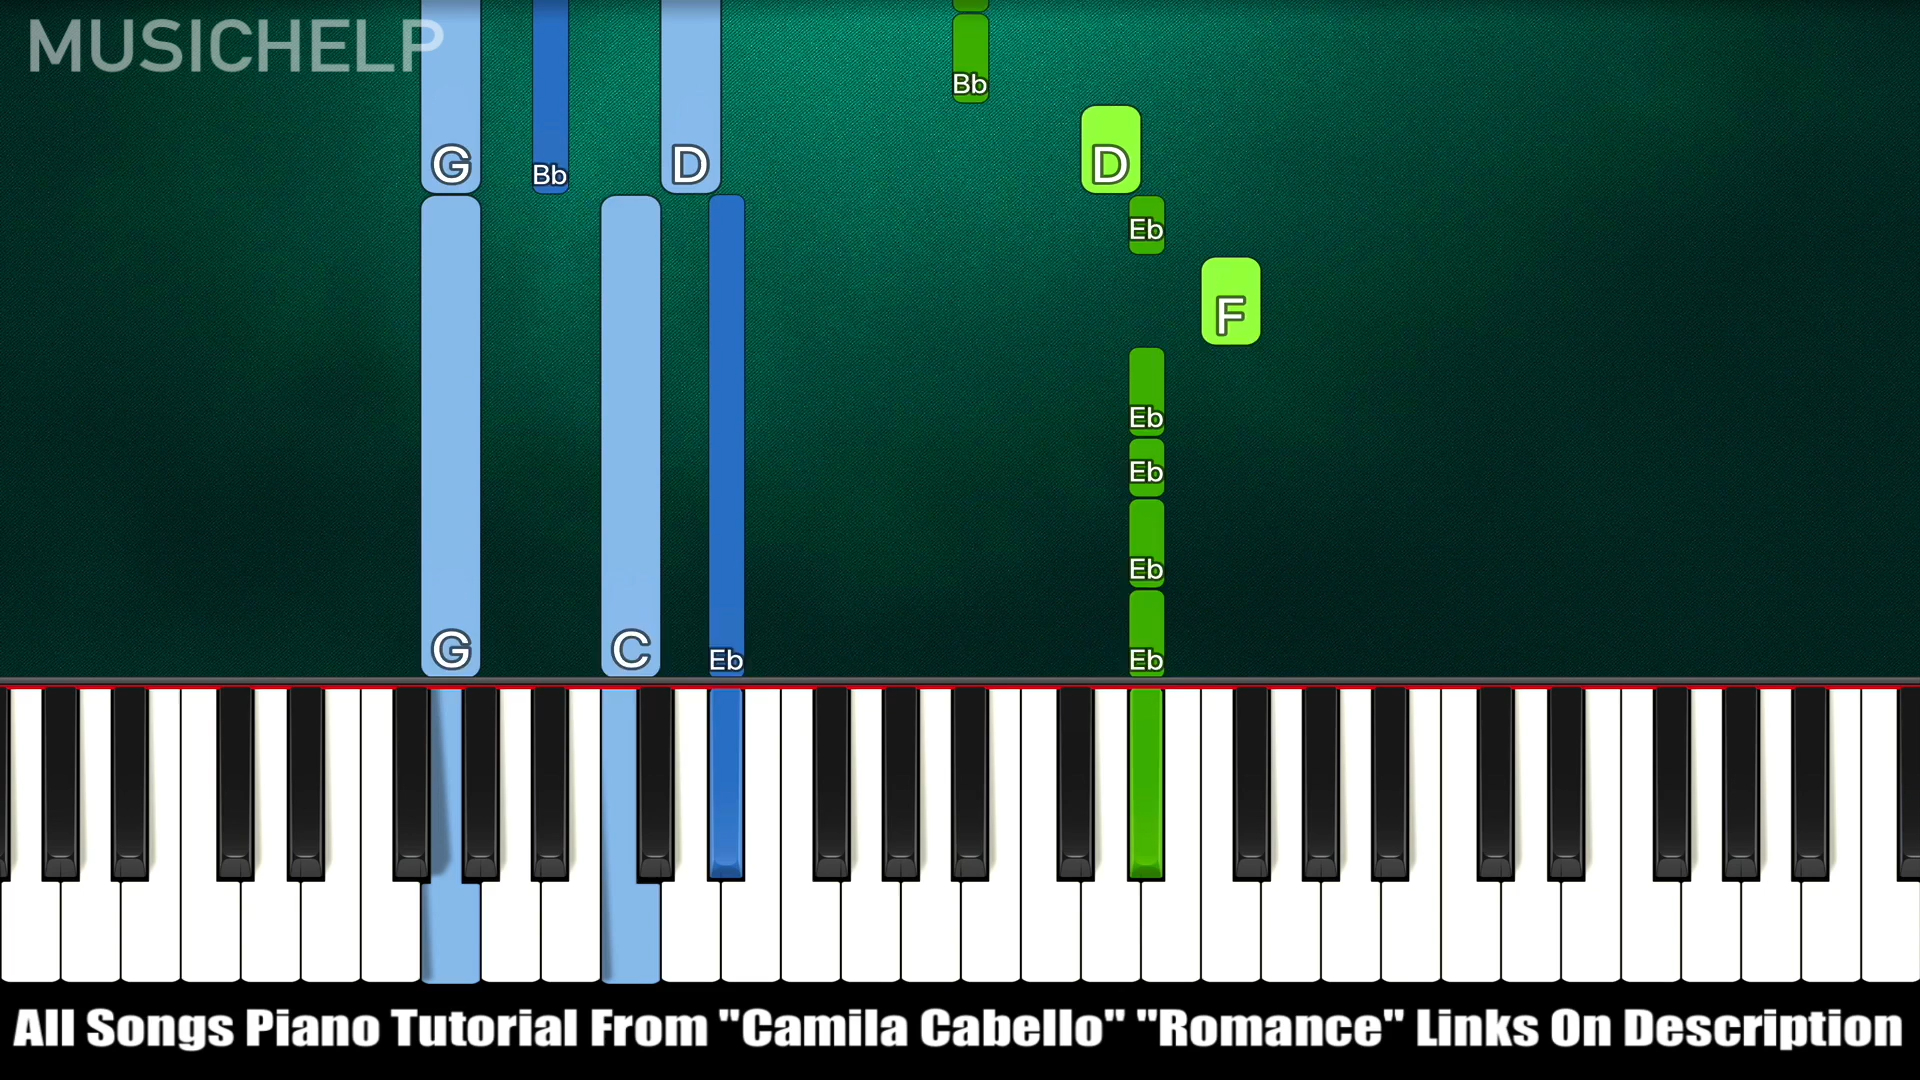 MUSICHELP
Bb
G Bb D D
Eb
F
Eb
Eb
Eb
G C Eb Eb
All Songs Piano Tutorial From "Camila Cabello" "Romance" Links On Description